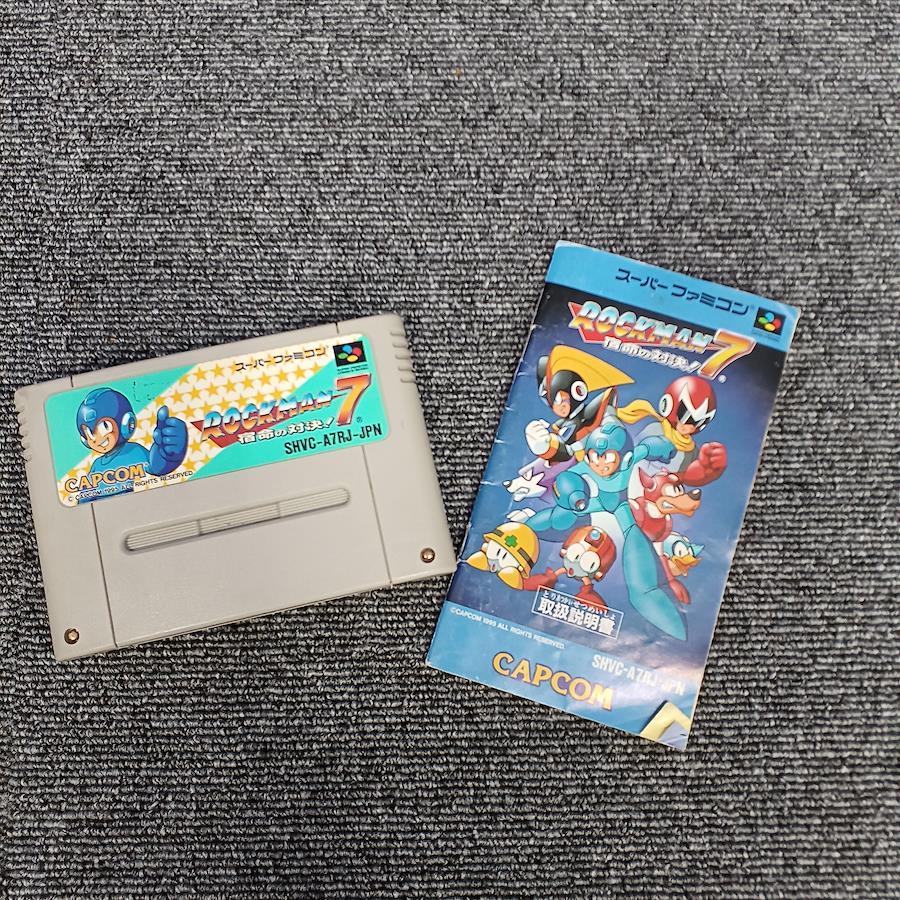 スーパーファミコン
ROCKMAN 7
宿命の対決!
SHVC-A7RJ-JPN
CAPCOM
© CAPCOM 1995 ALL RIGHTS RESERVED
スーパーファミコン
ROCKMAN 7
宿命の対決!
とりあつかいせつめいしょ
取扱説明書
©CAPCOM 1995 ALL RIGHTS RESERVED.
SHVC-A7RJ-JPN
CAPCOM